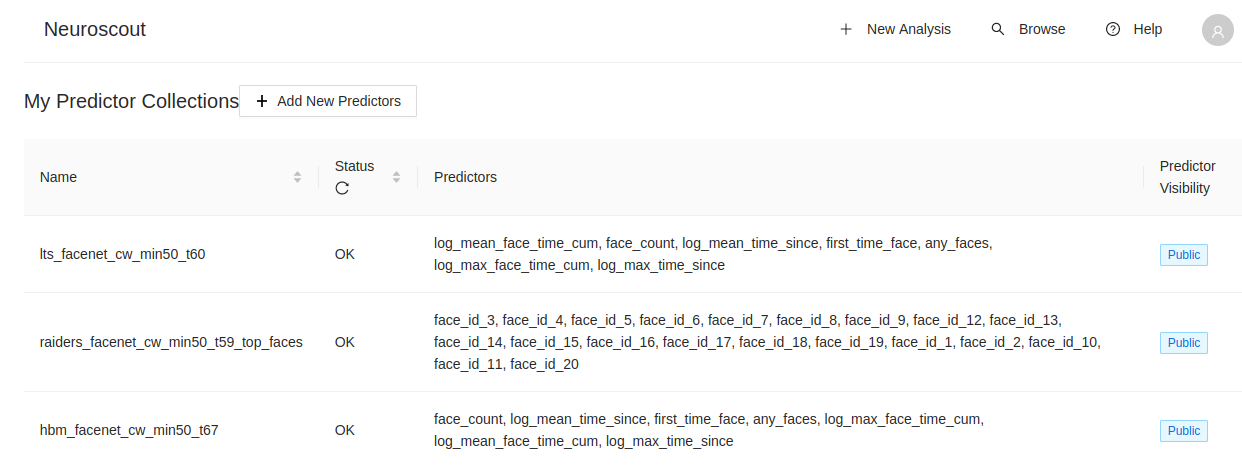 Neuroscout
New Analysis
Browse
Help
My Predictor Collections
Add New Predictors
Name
Status
Predictors
Predictor
Visibility
lts_facenet_cw_min50_t60
OK
log_mean_face_time_cum, face_count, log_mean_time_since, first_time_face, any_faces,
log_max_face_time_cum, log_max_time_since
Public
raiders_facenet_cw_min50_t59_top_faces
OK
face_id_3, face_id_4, face_id_5, face_id_6, face_id_7, face_id_8, face_id_9, face_id_12, face_id_13,
face_id_14, face_id_15, face_id_16, face_id_17, face_id_18, face_id_19, face_id_1, face_id_2, face_id_10,
face_id_11, face_id_20
Public
hbm_facenet_cw_min50_t67
OK
face_count, log_mean_time_since, first_time_face, any_faces, log_max_face_time_cum,
log_mean_face_time_cum, log_max_time_since
Public